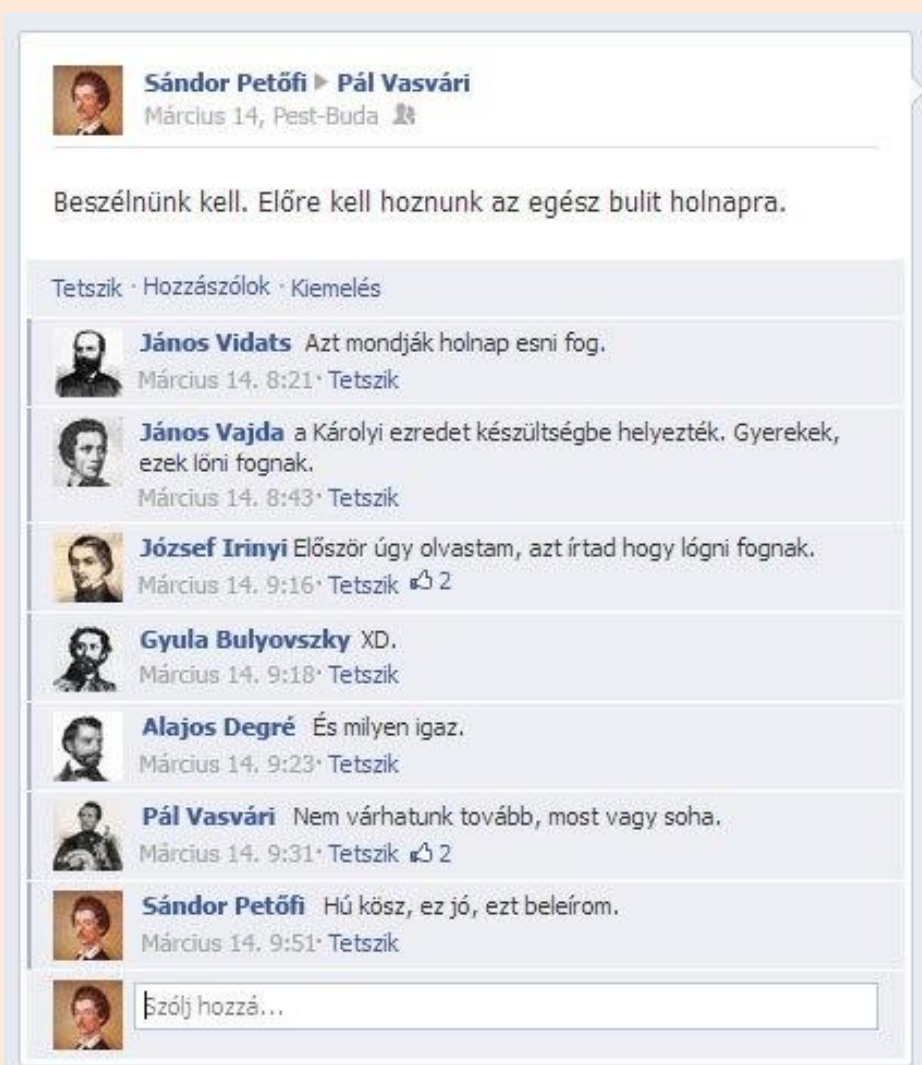 Sándor Petőfi ▶ Pál Vasvári
Március 14, Pest-Buda
Beszélnünk kell. Előre kell hoznunk az egész bulit holnapra.
Tetszik · Hozzászólok · Kiemelés
János Vidats Azt mondják holnap esni fog.
Március 14. 8:21· Tetszik
János Vajda a Károlyi ezredet készültségbe helyezték. Gyerekek,
ezek lőni fognak.
Március 14. 8:43· Tetszik
József Irinyi Először úgy olvastam, azt írtad hogy lógni fognak.
Március 14. 9:16· Tetszik 2
Gyula Bulyovszky XD.
Március 14. 9:18· Tetszik
Alajos Degré És milyen igaz.
Március 14. 9:23· Tetszik
Pál Vasvári Nem várhatunk tovább, most vagy soha.
Március 14. 9:31· Tetszik 2
Sándor Petőfi Hú kösz, ez jó, ezt beleírom.
Március 14. 9:51· Tetszik
Szólj hozzá...